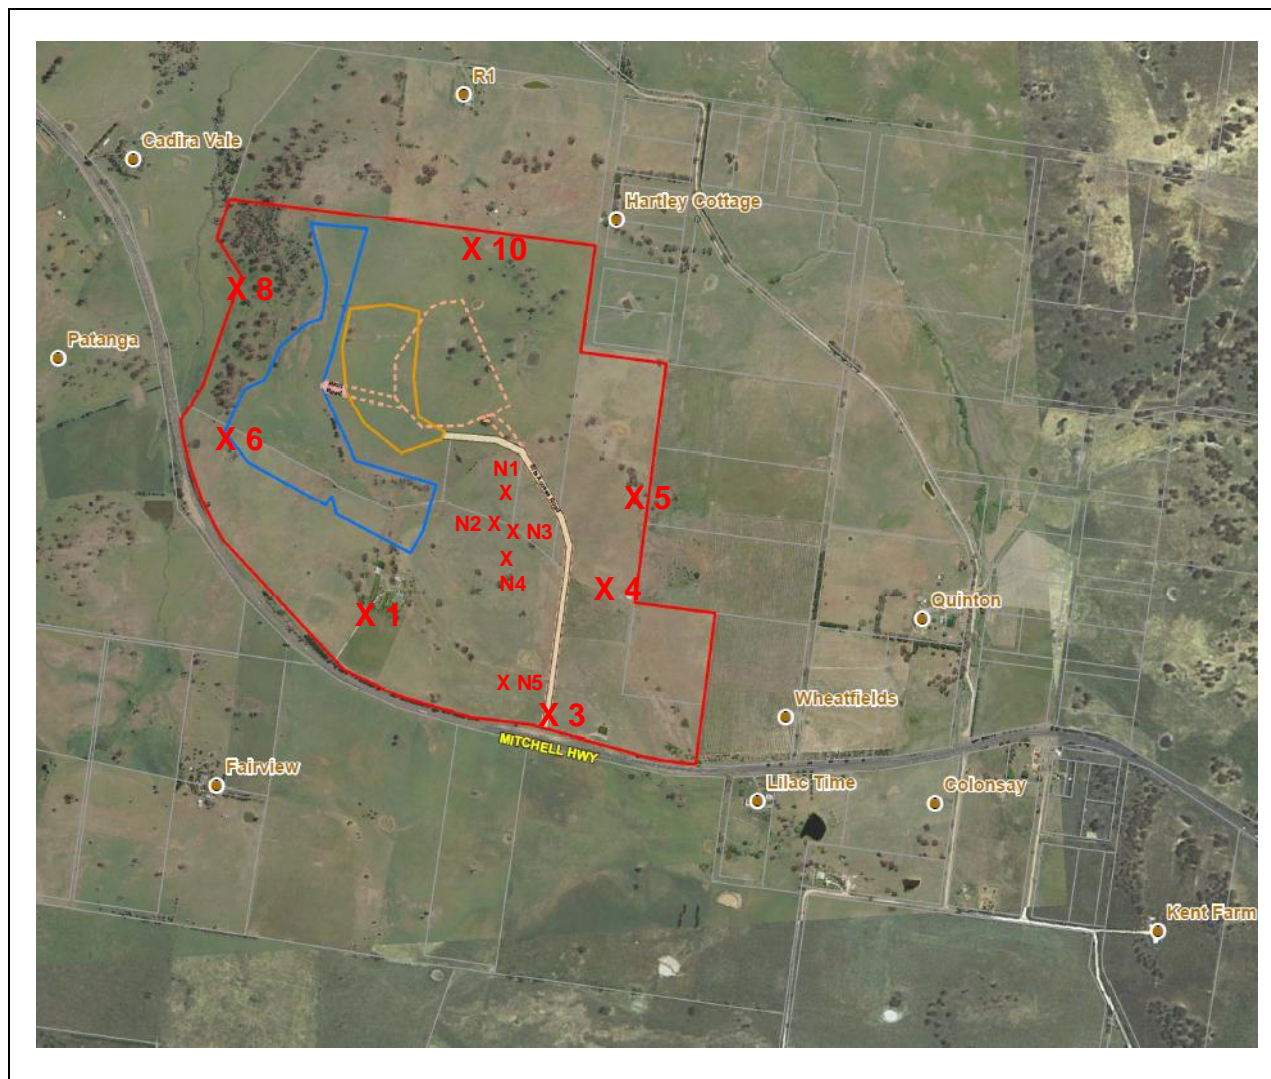 R1
Cadira Vale
Hartley Cottage
X 10
X 8
Patanga
X 6
N1
X
X 5
N2 X
X N3
X
N4
X 4
X 1
Quinton
X N5
X 3
Wheatfields
MITCHELL HWY
Fairview
Lilac Time
Colonsay
Kent Farm